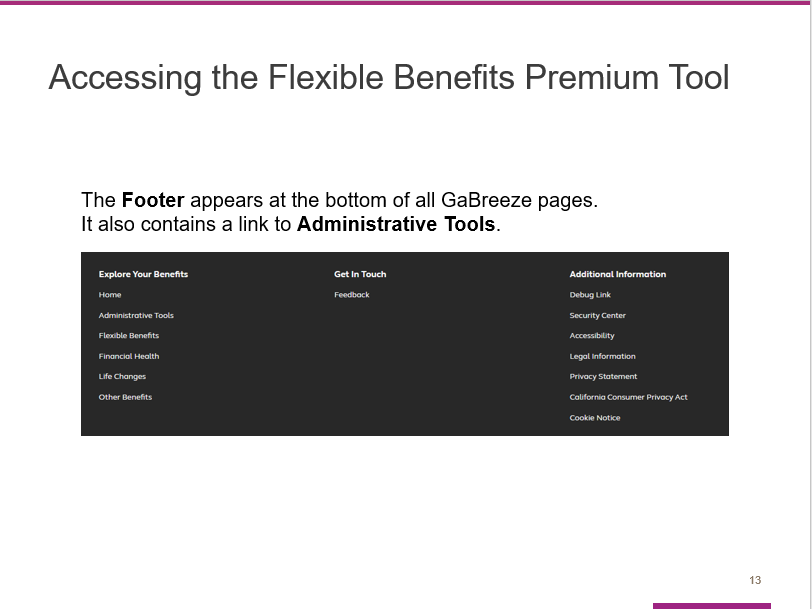 Accessing the Flexible Benefits Premium Tool
The Footer appears at the bottom of all GaBreeze pages.
It also contains a link to Administrative Tools.
Explore Your Benefits
Home
Administrative Tools
Flexible Benefits
Financial Health
Life Changes
Other Benefits
Get In Touch
Feedback
Additional Information
Debug Link
Security Center
Accessibility
Legal Information
Privacy Statement
California Consumer Privacy Act
Cookie Notice
13